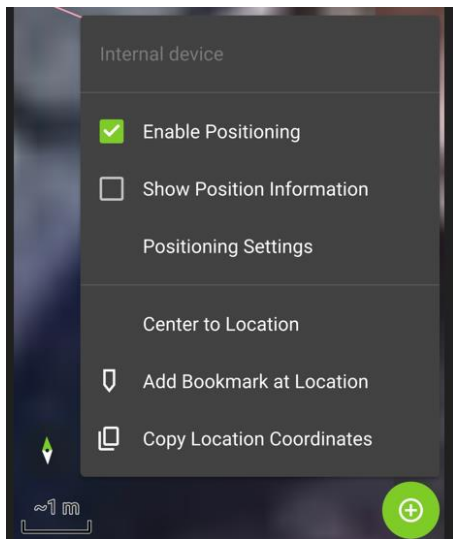 Internal device
Enable Positioning
Show Position Information
Positioning Settings
Center to Location
Add Bookmark at Location
Copy Location Coordinates
~1 m